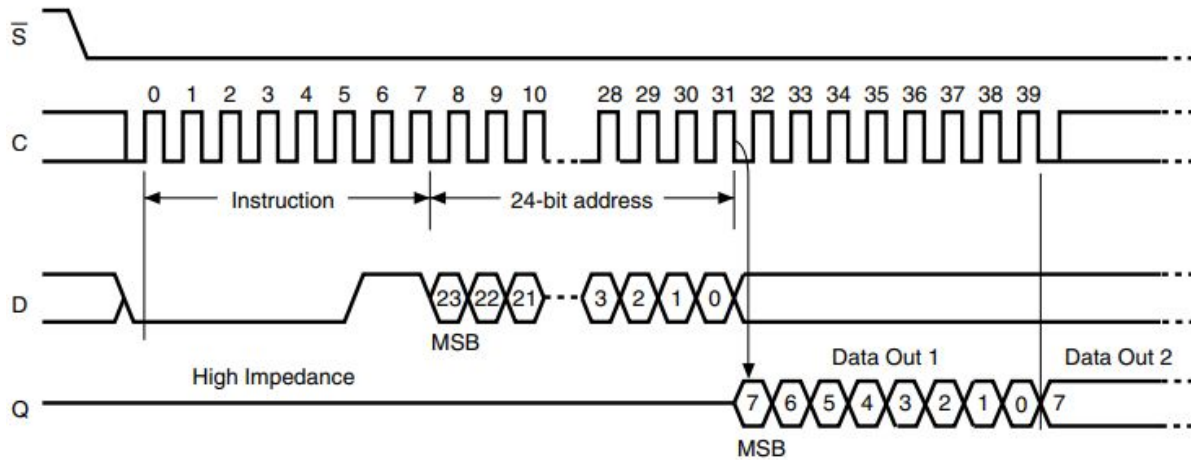 S̅
0 1 2 3 4 5 6 7 8 9 10 28 29 30 31 32 33 34 35 36 37 38 39
C
Instruction 24-bit address
D
23 22 21 3 2 1 0
MSB
High Impedance Data Out 1 Data Out 2
Q
7 6 5 4 3 2 1 0 7
MSB